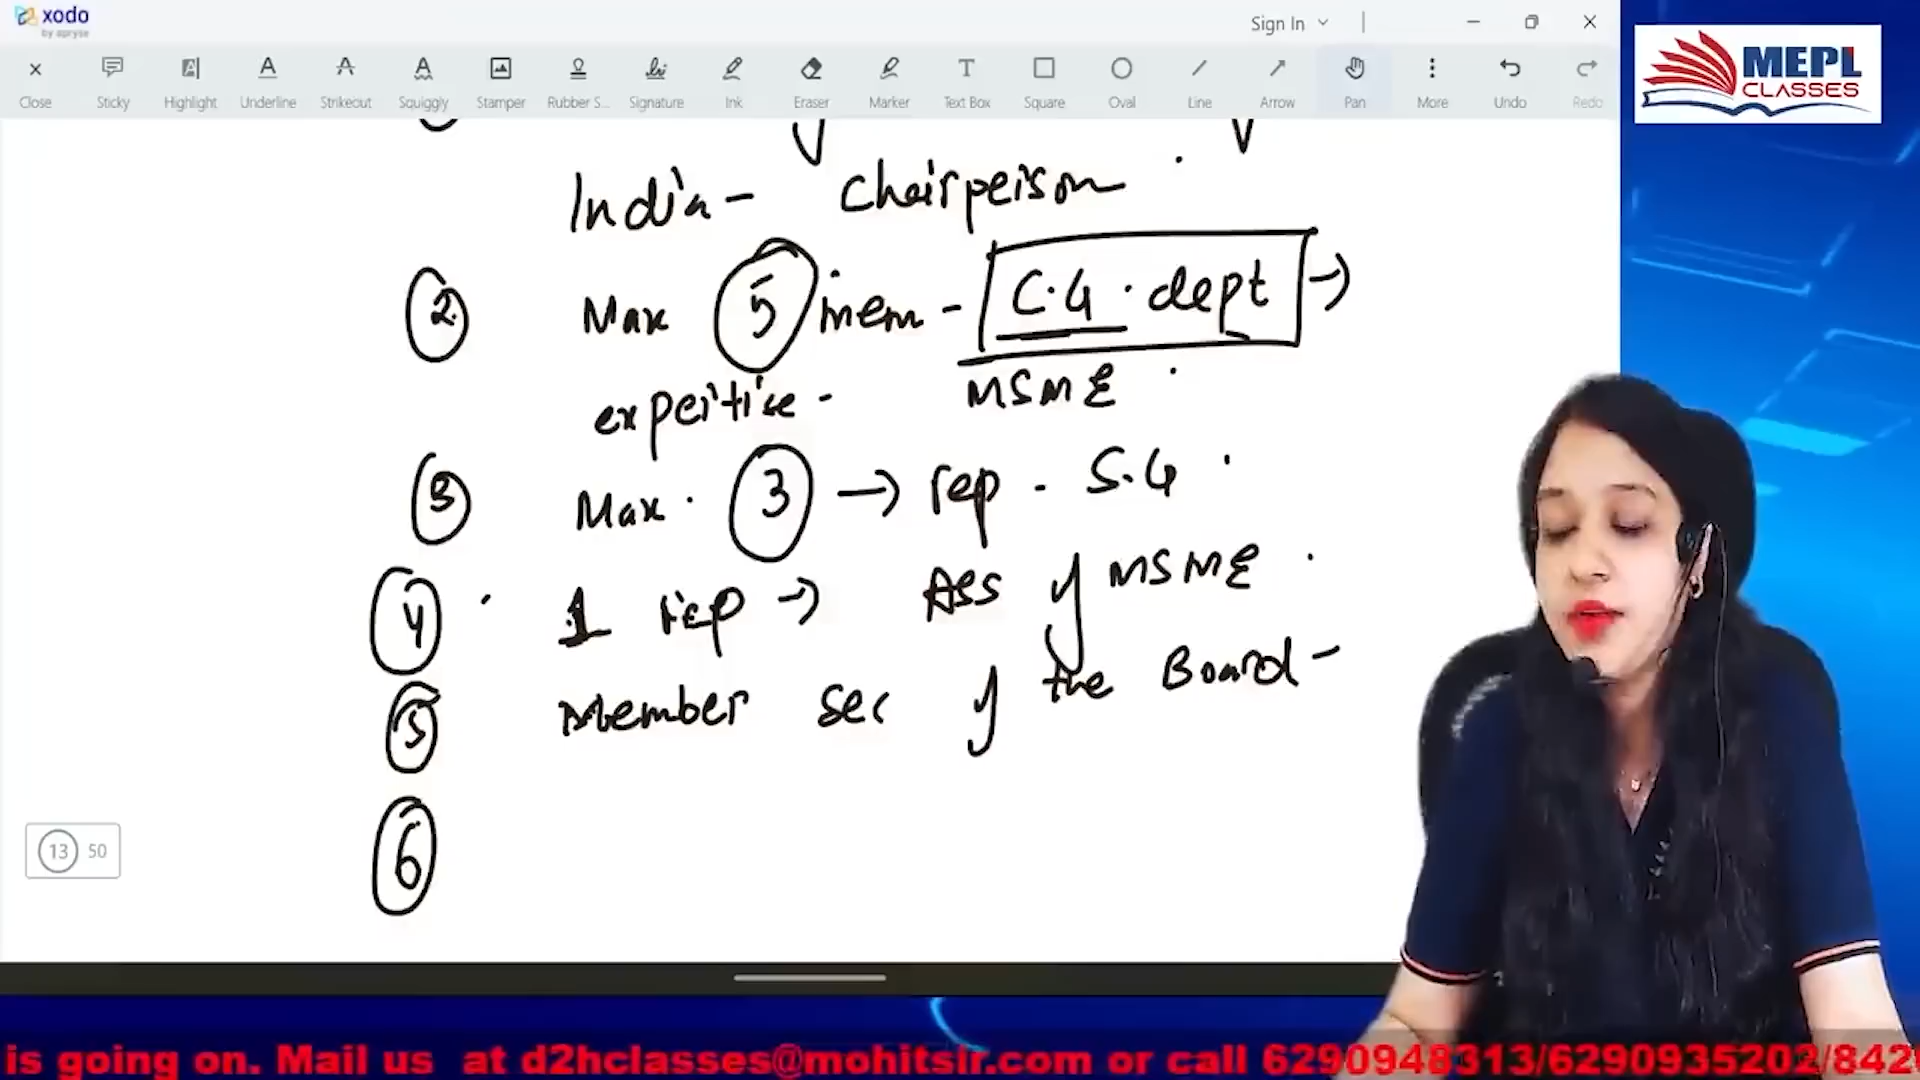 xodo
by apryse
Sign In
Close Sticky Highlight Underline Strikeout Squiggly Stamper Rubber S... Signature Ink Eraser Marker Text Box Square Oval Line Arrow Pan More Undo Redo
MEPL
CLASSES
India - Chairperson .
2 Max 5 mem - C.G. dept →
expertise - MSME .
3 Max . 3 → rep - S.G .
4 . 1 rep → Ass of MSME .
5 Member sec of the Board -
6
13 50
is going on. Mail us at d2hclasses@mohitsir.com or call 6290948313/6290935202/842